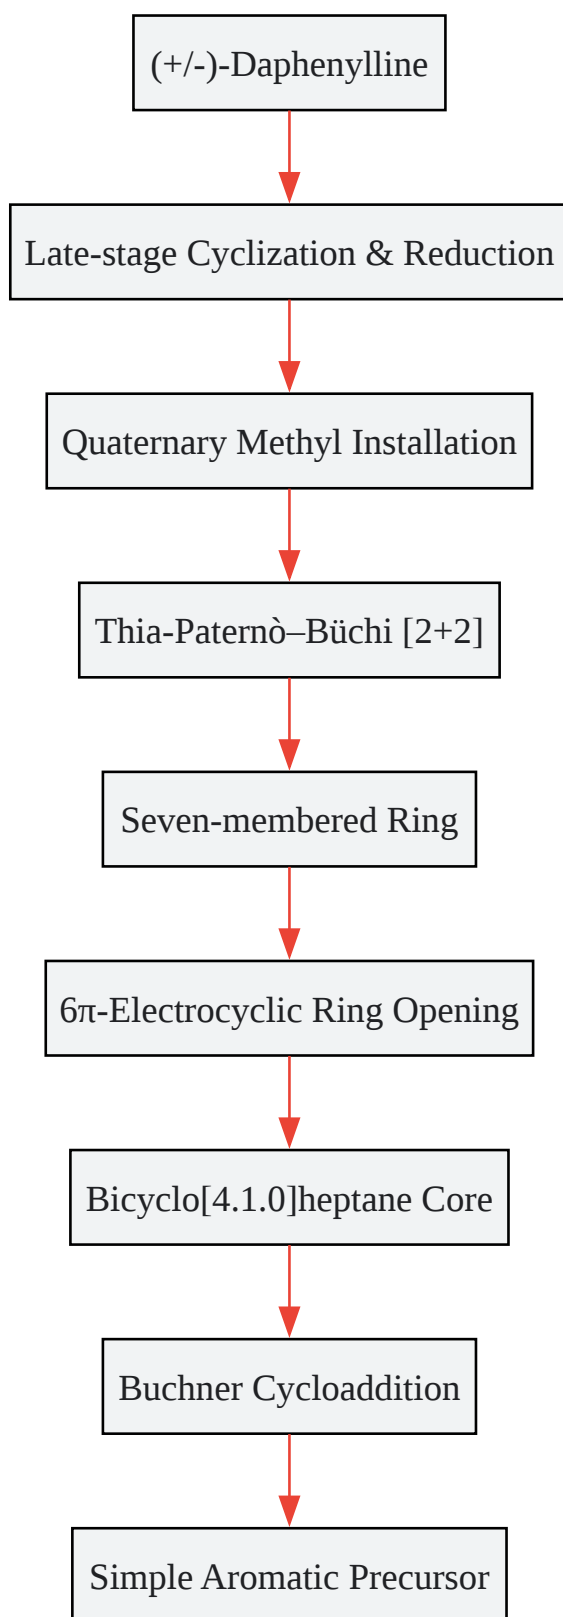 (+/-)-Daphenylline
Late-stage Cyclization & Reduction
Quaternary Methyl Installation
Thia-Paternò–Büchi [2+2]
Seven-membered Ring
6π-Electrocyclic Ring Opening
Bicyclo[4.1.0]heptane Core
Buchner Cycloaddition
Simple Aromatic Precursor